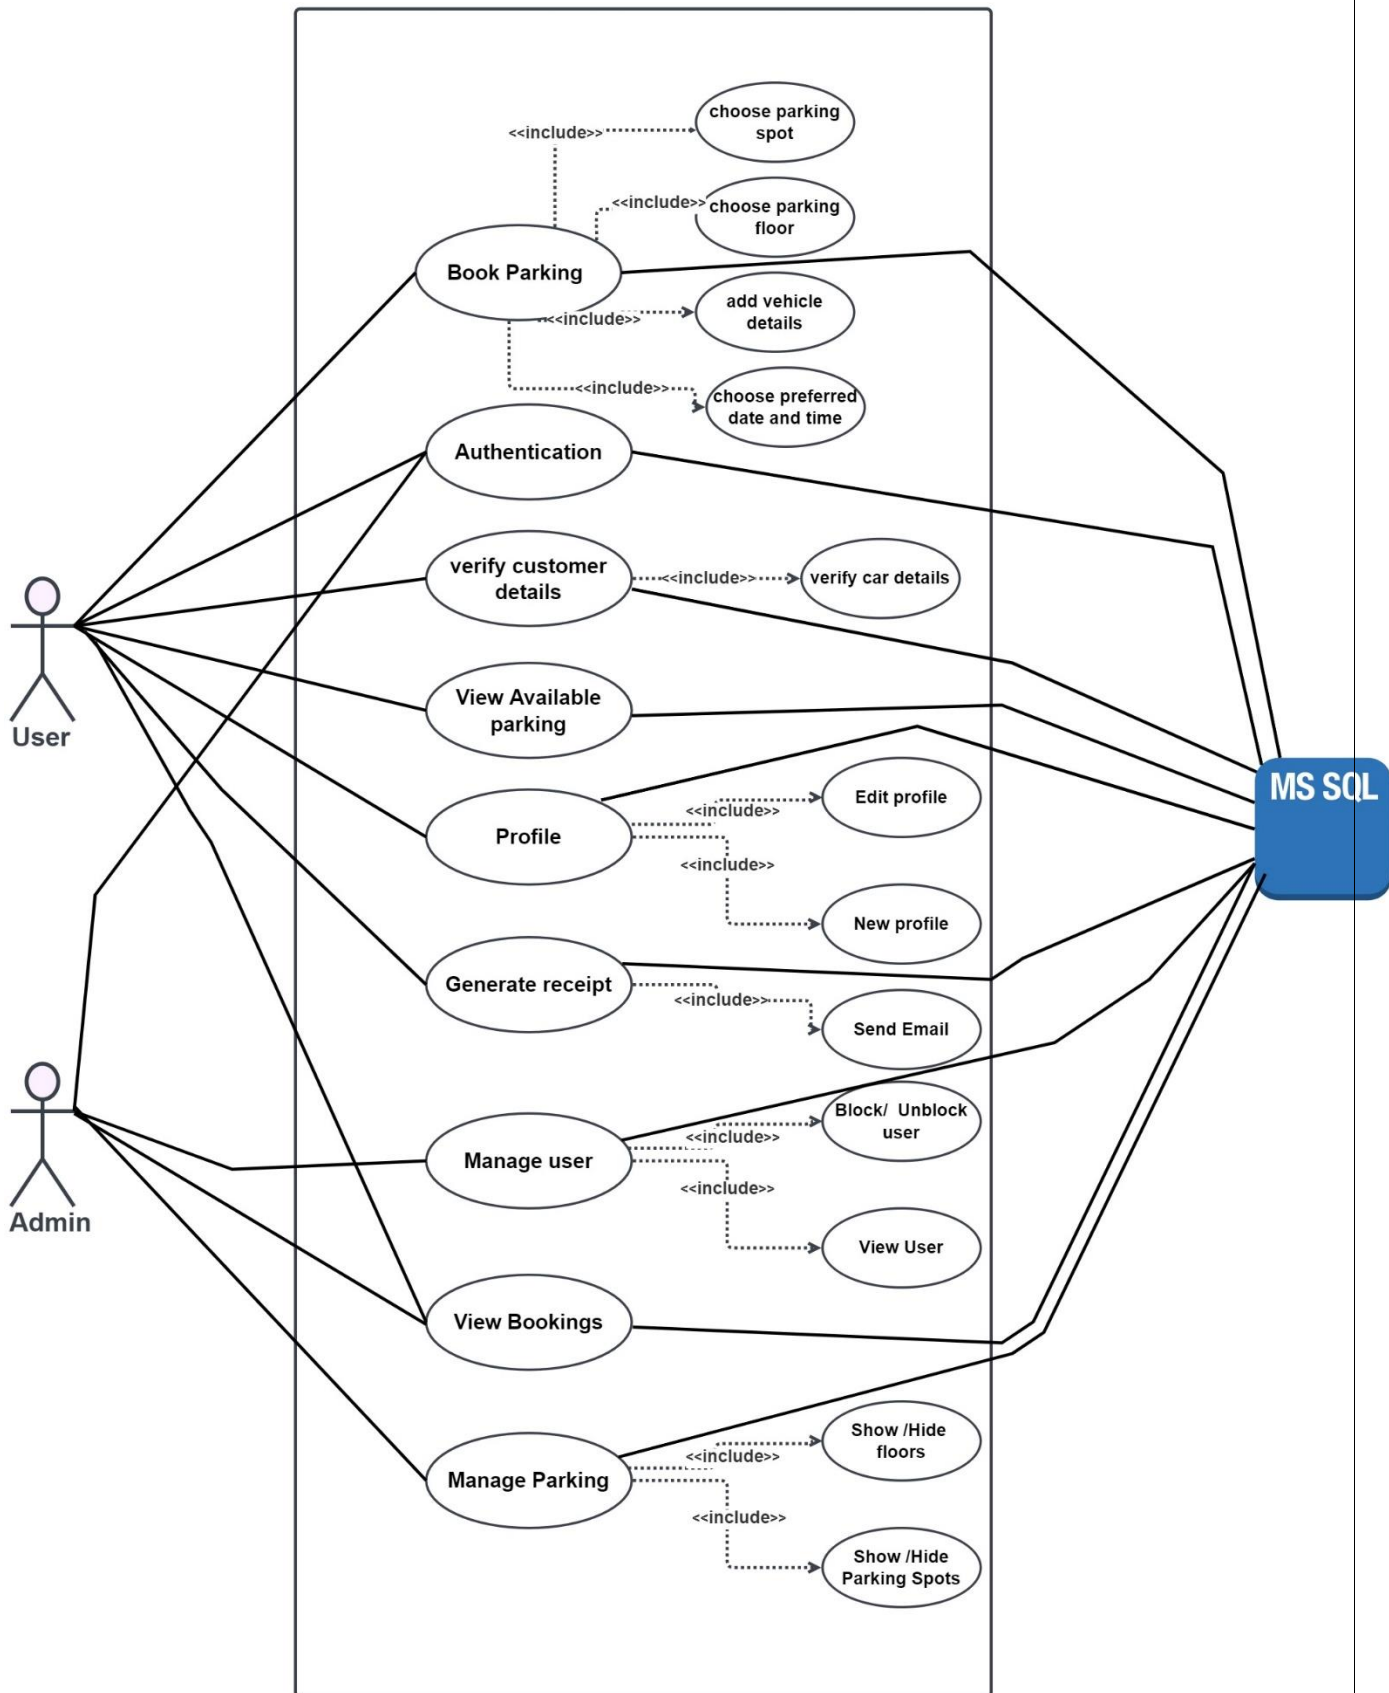 choose parking
spot
<<include>>
<<include>>
choose parking
floor
Book Parking
add vehicle
details
<<include>>
<<include>>
choose preferred
date and time
Authentication
verify customer
details
<<include>>
verify car details
User
View Available
parking
MS SQL
Profile
<<include>>
Edit profile
<<include>>
New profile
Generate receipt
<<include>>
Send Email
Admin
Manage user
<<include>>
Block/  Unblock
user
<<include>>
View User
View Bookings
Manage Parking
<<include>>
Show /Hide
floors
<<include>>
Show /Hide
Parking Spots